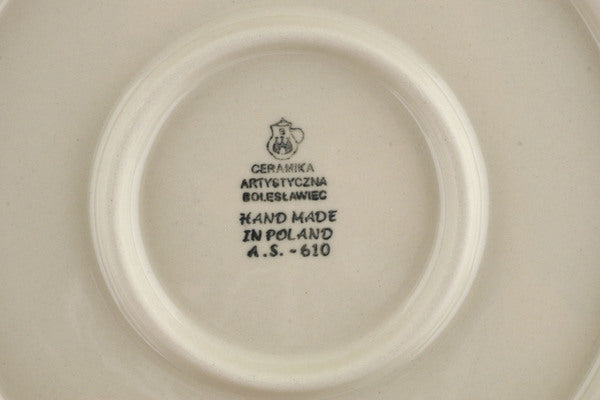 CERAMIKA
ARTYSTYCZNA
BOLESŁAWIEC
HAND MADE
IN POLAND
A.S. - 610